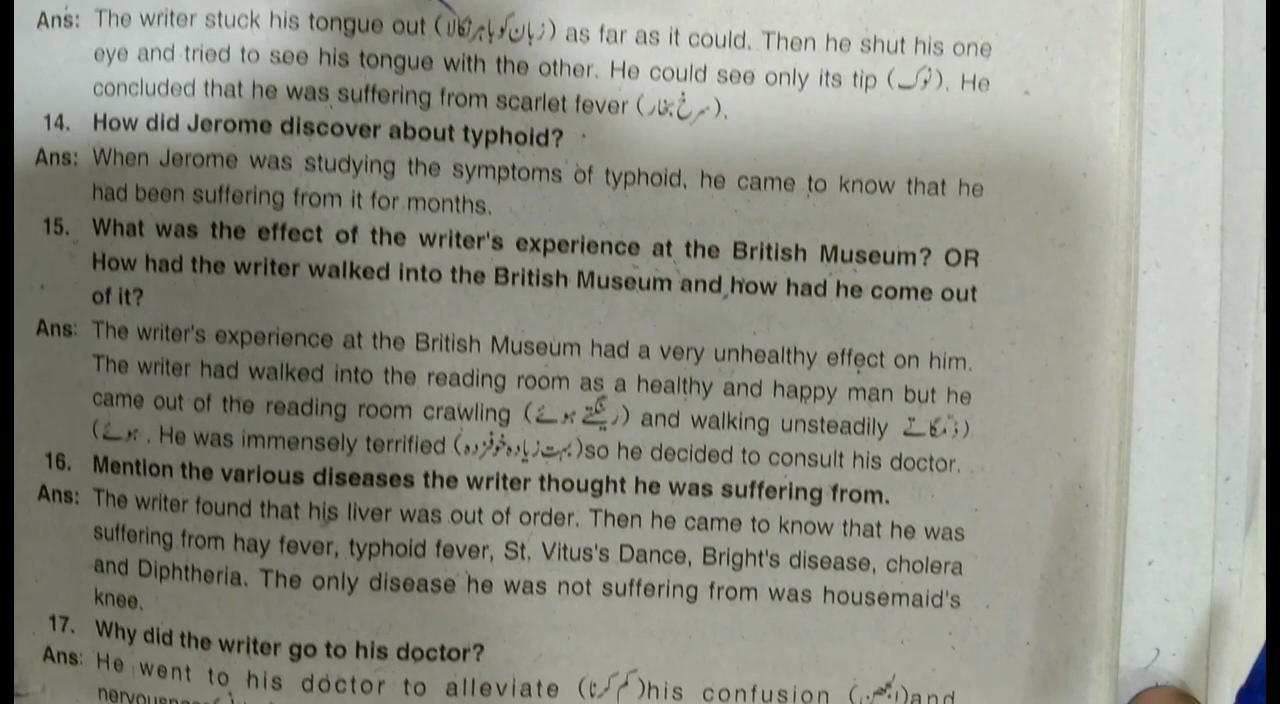 Ans: The writer stuck his tongue out (زبان کو باہر نکالا) as far as it could. Then he shut his one
eye and tried to see his tongue with the other. He could see only its tip (نوک). He
concluded that he was suffering from scarlet fever (سرخ بخار).
14. How did Jerome discover about typhoid?
Ans: When Jerome was studying the symptoms of typhoid, he came to know that he
had been suffering from it for months.
15. What was the effect of the writer's experience at the British Museum? OR
How had the writer walked into the British Museum and how had he come out
of it?
Ans: The writer's experience at the British Museum had a very unhealthy effect on him.
The writer had walked into the reading room as a healthy and happy man but he
came out of the reading room crawling (رینگتے ہوئے) and walking unsteadily (ڈگمگاتے
ہوئے). He was immensely terrified (بہت زیادہ خوفزدہ)so he decided to consult his doctor.
16. Mention the various diseases the writer thought he was suffering from.
Ans: The writer found that his liver was out of order. Then he came to know that he was
suffering from hay fever, typhoid fever, St. Vitus's Dance, Bright's disease, cholera
and Diphtheria. The only disease he was not suffering from was housemaid's
knee.
17. Why did the writer go to his doctor?
Ans: He went to his doctor to alleviate (کم کرنا)his confusion (الجھن)and